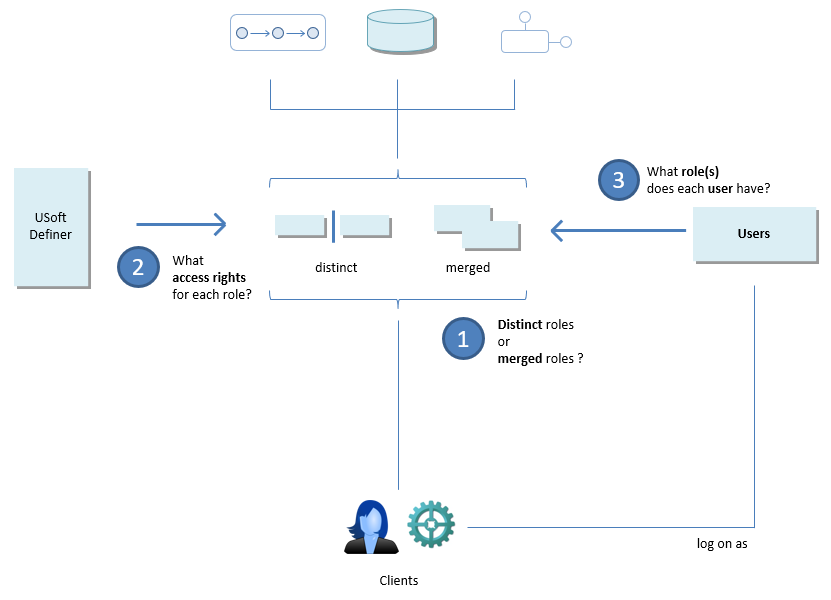 3
What role(s)
does each user have?
USoft
Definer
Users
2
What
access rights
for each role?
distinct
merged
1
Distinct roles
or
merged roles ?
log on as
Clients